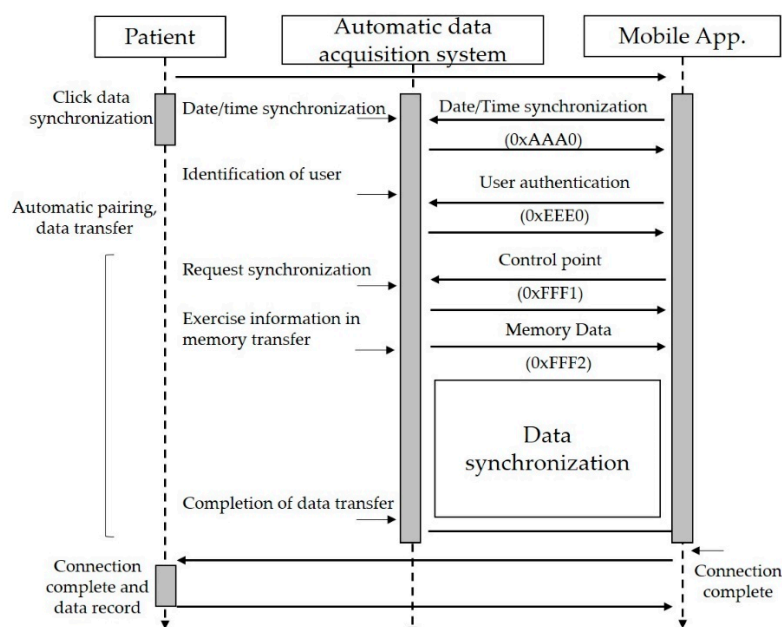 Patient
Automatic data
acquisition system
Mobile App.
Click data
synchronization
Date/time synchronization
Date/Time synchronization
(0xAAA0)
Identification of user
User authentication
(0xEEE0)
Automatic pairing,
data transfer
Request synchronization
Control point
(0xFFF1)
Exercise information in
memory transfer
Memory Data
(0xFFF2)
Data
synchronization
Completion of data transfer
Connection
complete and
data record
Connection
complete